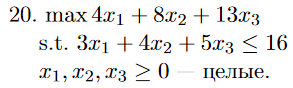 20. max 4x₁ + 8x₂ + 13x₃
s.t. 3x₁ + 4x₂ + 5x₃ ≤ 16
x₁, x₂, x₃ ≥ 0 — целые.